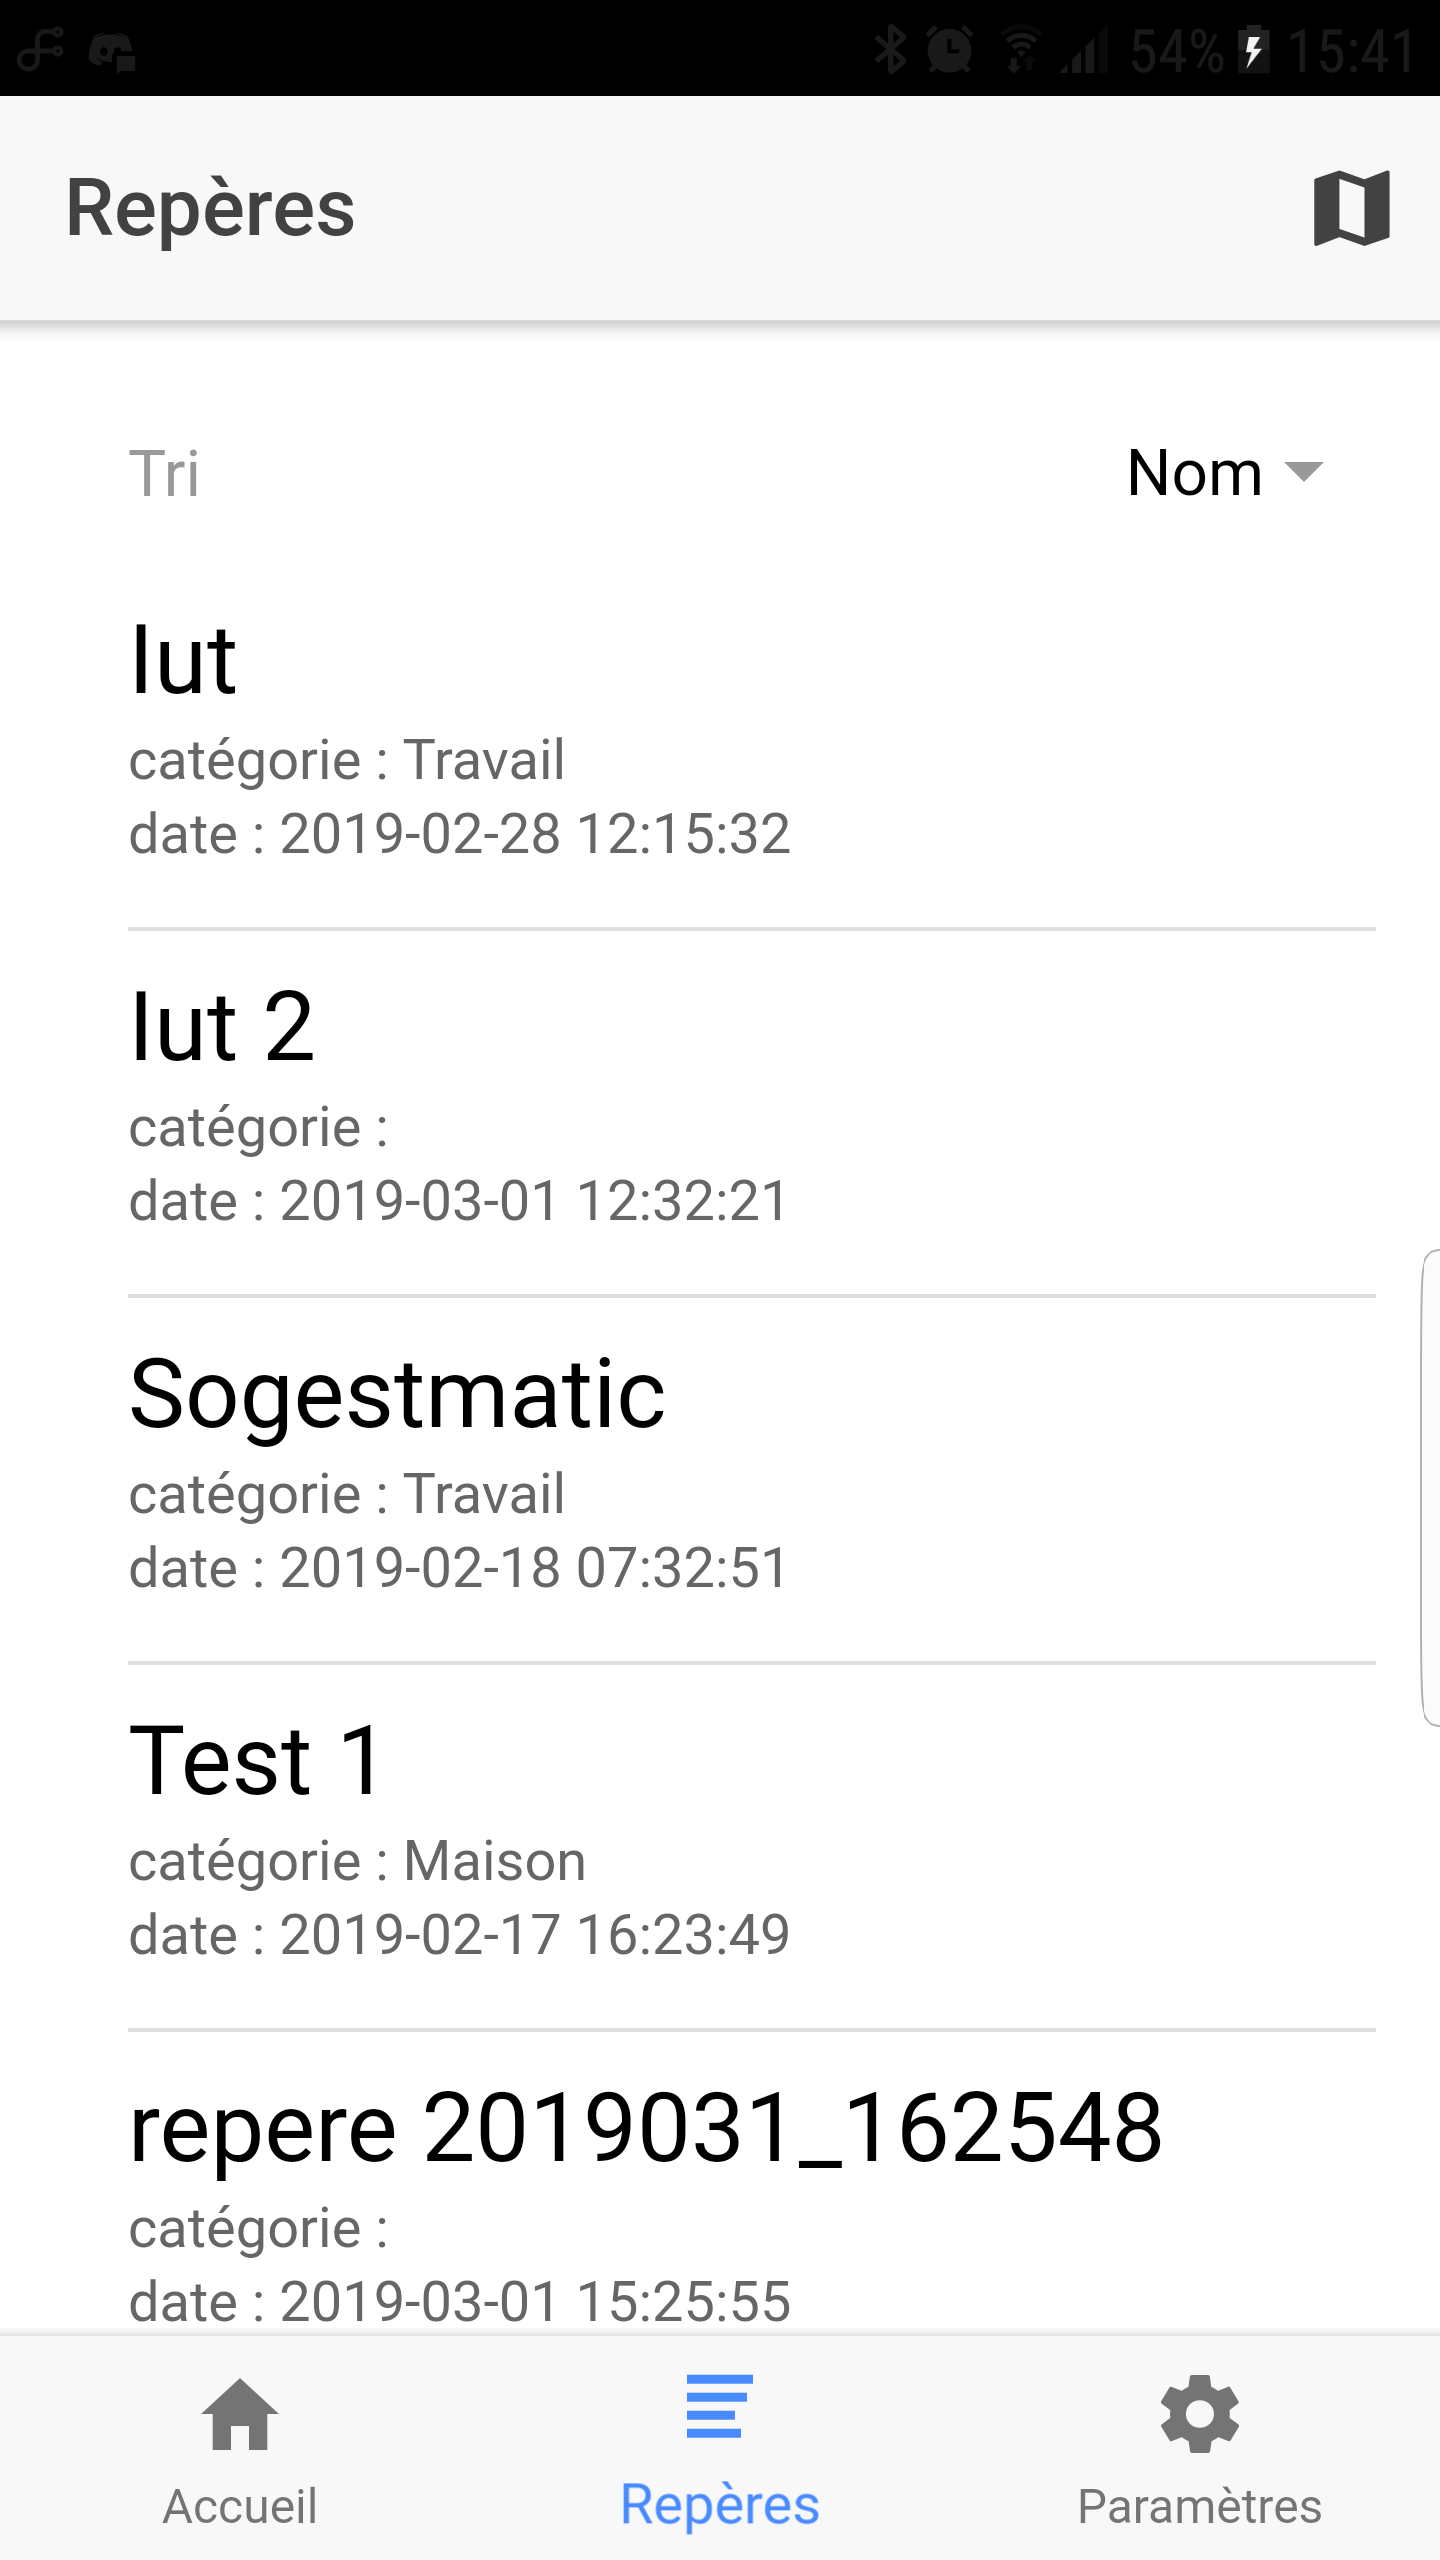 54% 15:41
Repères
Tri Nom
lut
catégorie : Travail
date : 2019-02-28 12:15:32
lut 2
catégorie :
date : 2019-03-01 12:32:21
Sogestmatic
catégorie : Travail
date : 2019-02-18 07:32:51
Test 1
catégorie : Maison
date : 2019-02-17 16:23:49
repere 2019031_162548
catégorie :
date : 2019-03-01 15:25:55
Accueil Repères Paramètres